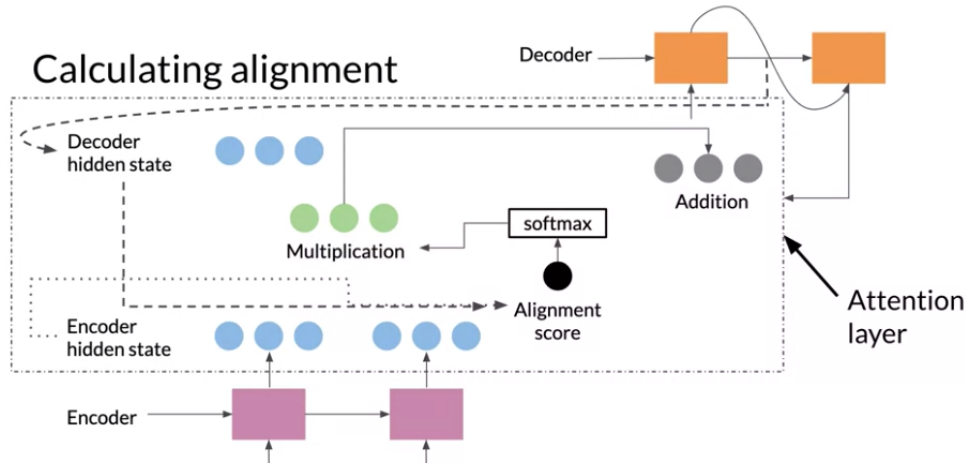 Calculating alignment
Decoder
Decoder
hidden state
Addition
softmax
Multiplication
Alignment
score
Attention
layer
Encoder
hidden state
Encoder